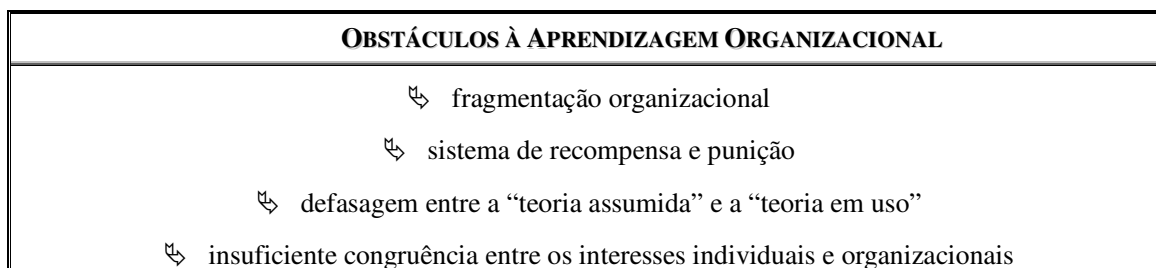 OBSTÁCULOS À APRENDIZAGEM ORGANIZACIONAL
fragmentação organizacional
sistema de recompensa e punição
defasagem entre a “teoria assumida” e a “teoria em uso”
insuficiente congruência entre os interesses individuais e organizacionais